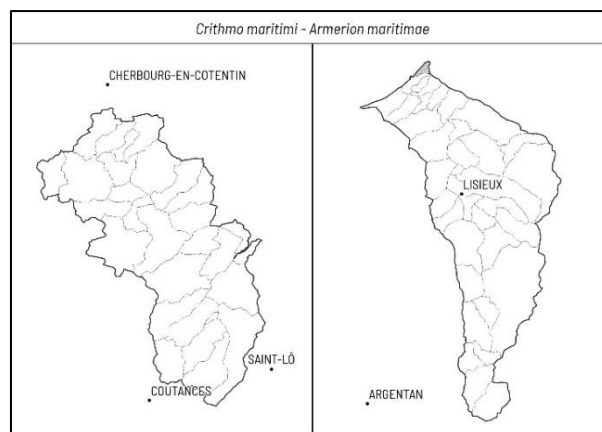 Crithmo maritimi - Armerion maritimae
CHERBOURG-EN-COTENTIN
SAINT-LÔ
COUTANCES
LISIEUX
ARGENTAN